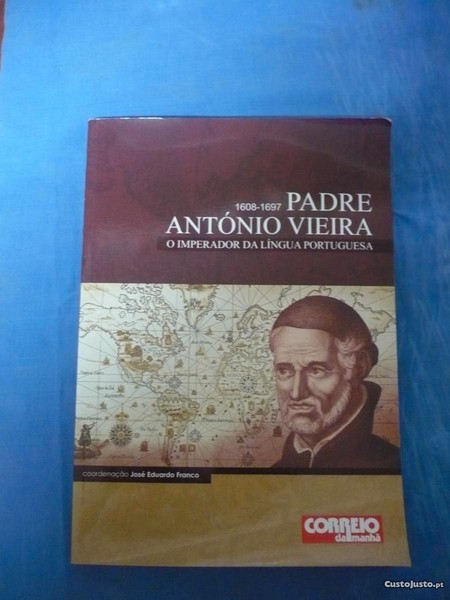 1608-1697 PADRE
ANTÓNIO VIEIRA
O IMPERADOR DA LÍNGUA PORTUGUESA
coordenação José Eduardo Franco
CORREIO
da manhã
CustoJusto.pt